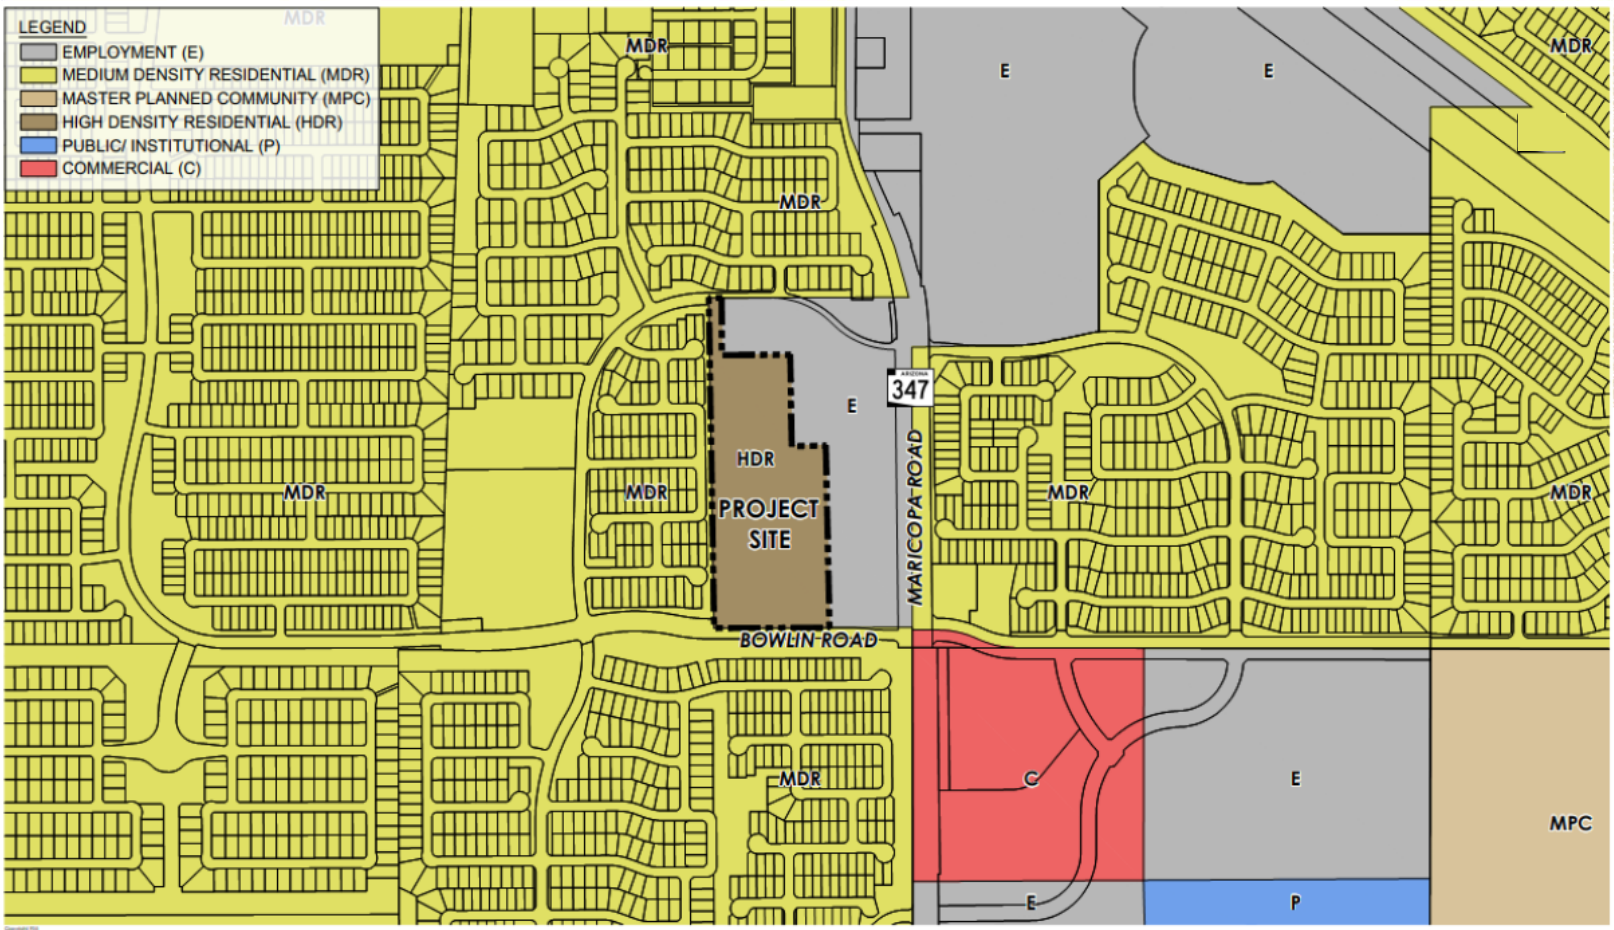 LEGEND
EMPLOYMENT (E)
MEDIUM DENSITY RESIDENTIAL (MDR)
MASTER PLANNED COMMUNITY (MPC)
HIGH DENSITY RESIDENTIAL (HDR)
PUBLIC/ INSTITUTIONAL (P)
COMMERCIAL (C)
MDR
MDR
E
E
MDR
MDR
ARIZONA
347
E
HDR
PROJECT
SITE
MDR
MDR
MARICOPA ROAD
MDR
MDR
BOWLIN ROAD
MDR
C
E
MPC
E
P